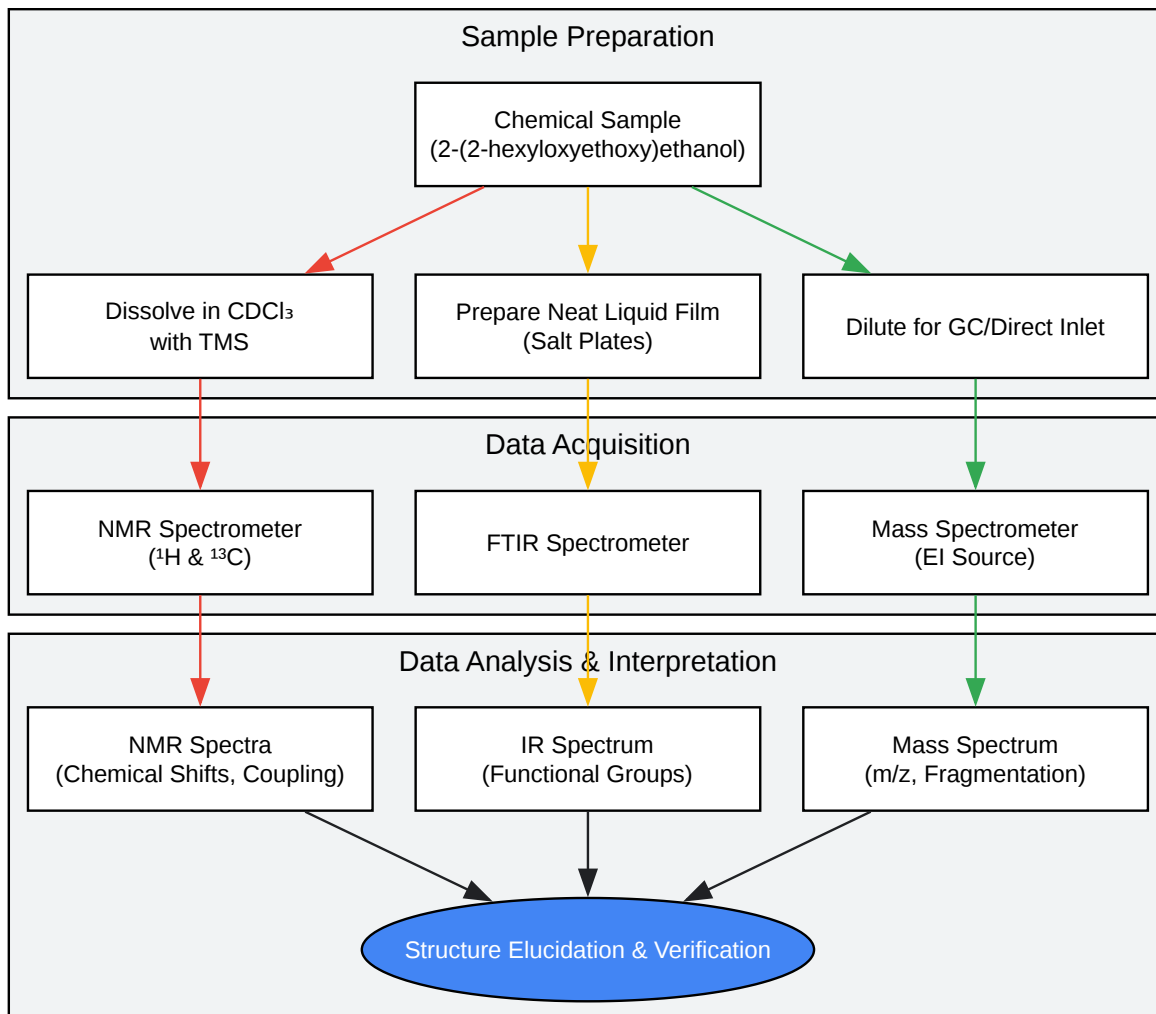 Sample Preparation
Chemical Sample
(2-(2-hexyloxyethoxy)ethanol)
Dissolve in CDCl₃
with TMS
Prepare Neat Liquid Film
(Salt Plates)
Dilute for GC/Direct Inlet
Data Acquisition
NMR Spectrometer
(¹H & ¹³C)
FTIR Spectrometer
Mass Spectrometer
(EI Source)
Data Analysis & Interpretation
NMR Spectra
(Chemical Shifts, Coupling)
IR Spectrum
(Functional Groups)
Mass Spectrum
(m/z, Fragmentation)
Structure Elucidation & Verification